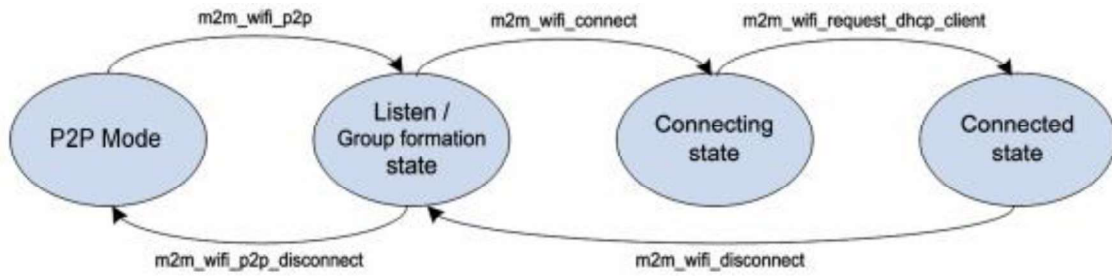 m2m_wifi_p2p
m2m_wifi_connect
m2m_wifi_request_dhcp_client
P2P Mode
Listen /
Group formation
state
Connecting
state
Connected
state
m2m_wifi_p2p_disconnect
m2m_wifi_disconnect